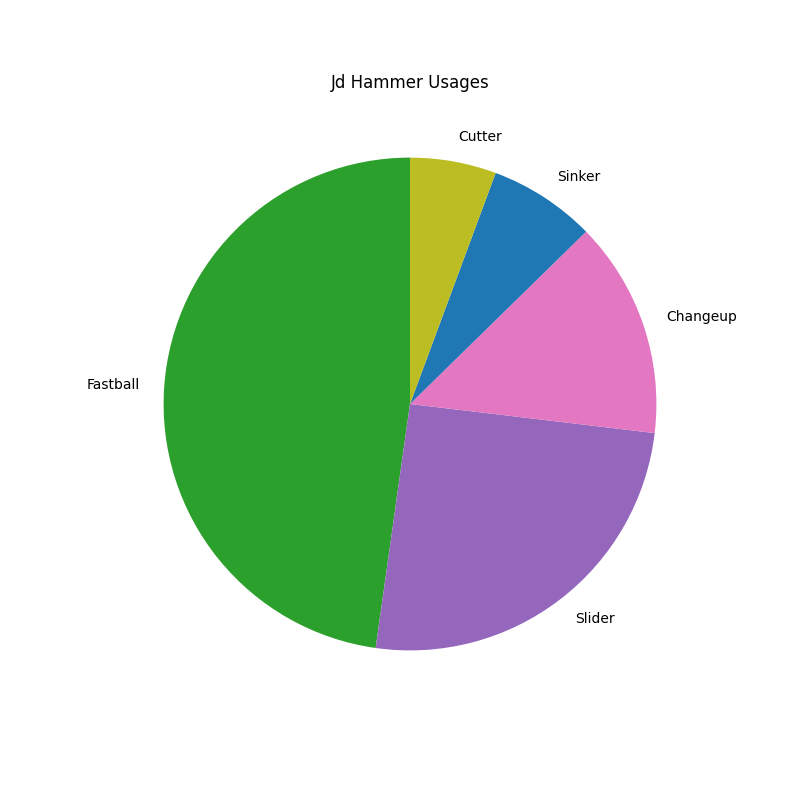 Jd Hammer Usages
Cutter
Sinker
Changeup
Fastball
Slider